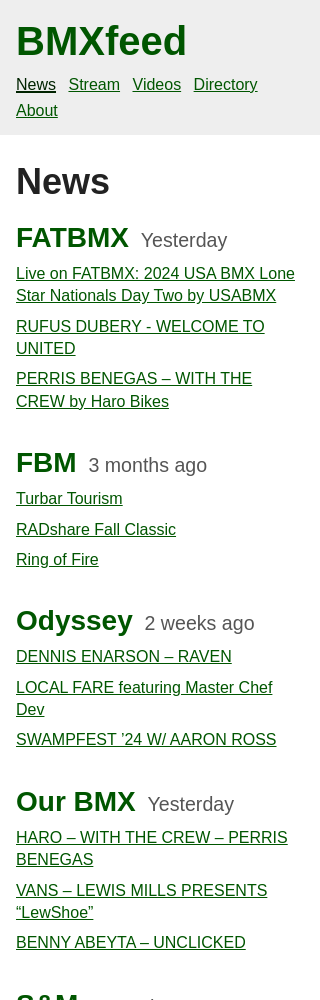 BMXfeed
News Stream Videos Directory
About
News
FATBMX Yesterday
Live on FATBMX: 2024 USA BMX Lone
Star Nationals Day Two by USABMX
RUFUS DUBERY - WELCOME TO
UNITED
PERRIS BENEGAS – WITH THE
CREW by Haro Bikes
FBM 3 months ago
Turbar Tourism
RADshare Fall Classic
Ring of Fire
Odyssey 2 weeks ago
DENNIS ENARSON – RAVEN
LOCAL FARE featuring Master Chef
Dev
SWAMPFEST ’24 W/ AARON ROSS
Our BMX Yesterday
HARO – WITH THE CREW – PERRIS
BENEGAS
VANS – LEWIS MILLS PRESENTS
“LewShoe”
BENNY ABEYTA – UNCLICKED